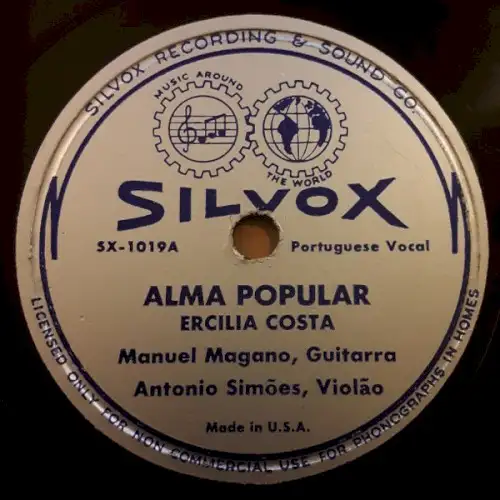 SILVOX RECORDING & SOUND CO.
MUSIC AROUND
THE WORLD
SILVOX
SX-1019A Portuguese Vocal
ALMA POPULAR
ERCILIA COSTA
Manuel Magano, Guitarra
Antonio Simões, Violão
Made in U.S.A.
LICENSED ONLY FOR NON COMMERCIAL USE FOR PHONOGRAPHS IN HOMES